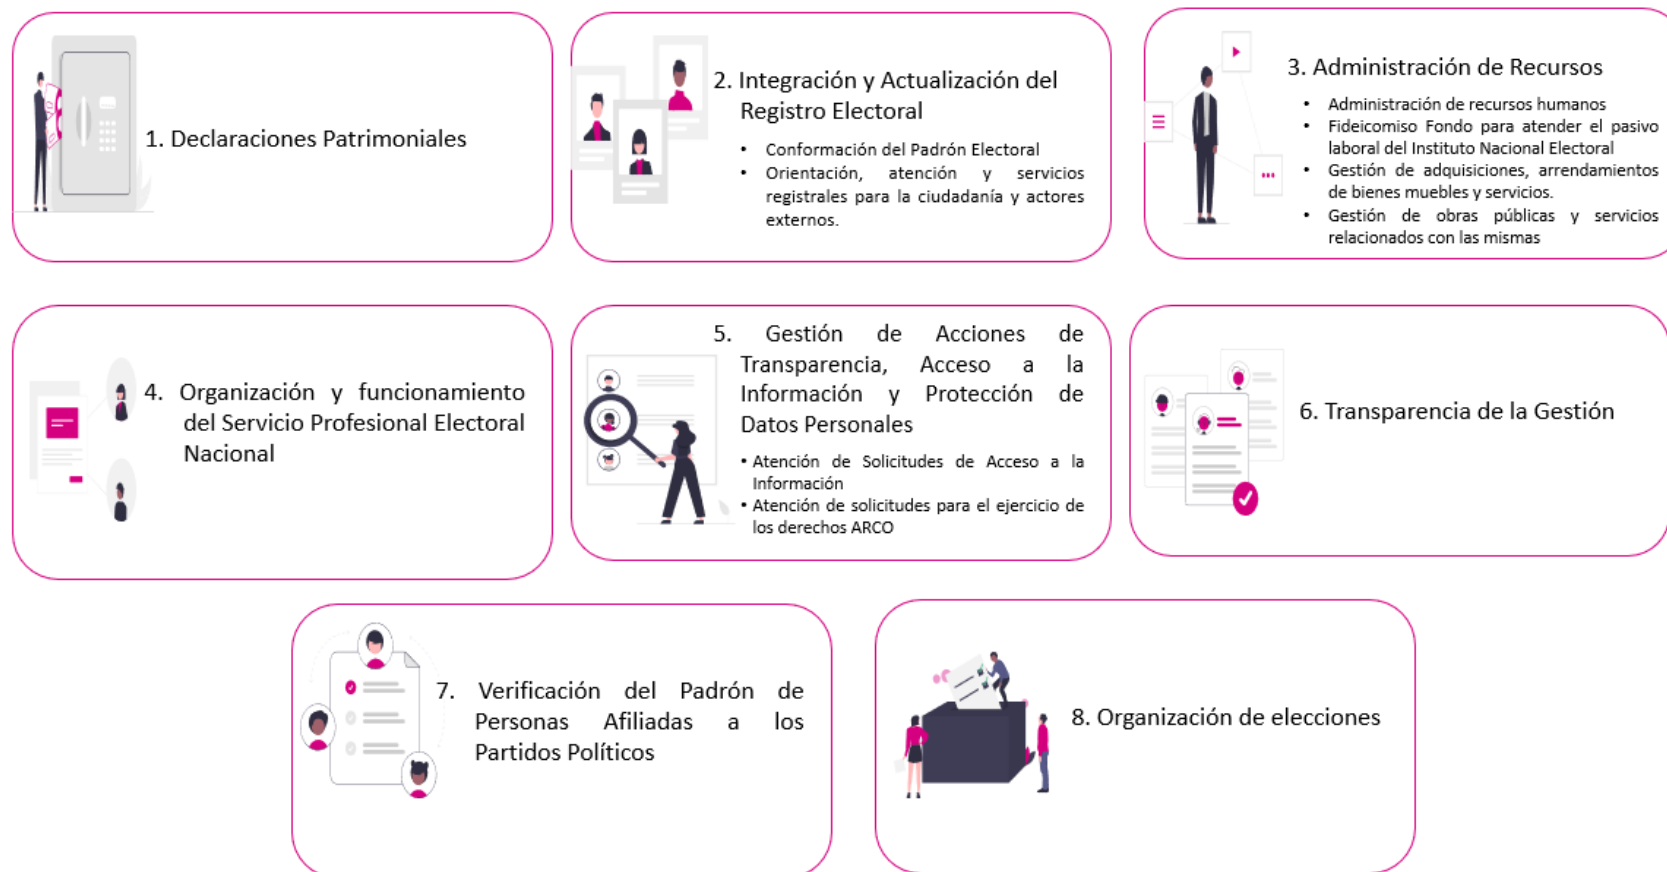 1. Declaraciones Patrimoniales
2. Integración y Actualización del
Registro Electoral
• Conformación del Padrón Electoral
• Orientación, atención y servicios
registrales para la ciudadanía y actores
externos.
3. Administración de Recursos
• Administración de recursos humanos
• Fideicomiso Fondo para atender el pasivo
laboral del Instituto Nacional Electoral
• Gestión de adquisiciones, arrendamientos
de bienes muebles y servicios.
• Gestión de obras públicas y servicios
relacionados con las mismas
4. Organización y funcionamiento
del Servicio Profesional Electoral
Nacional
5. Gestión de Acciones de
Transparencia, Acceso a la
Información y Protección de
Datos Personales
• Atención de Solicitudes de Acceso a la
Información
• Atención de solicitudes para el ejercicio de
los derechos ARCO
6. Transparencia de la Gestión
7. Verificación del Padrón de
Personas Afiliadas a los
Partidos Políticos
8. Organización de elecciones